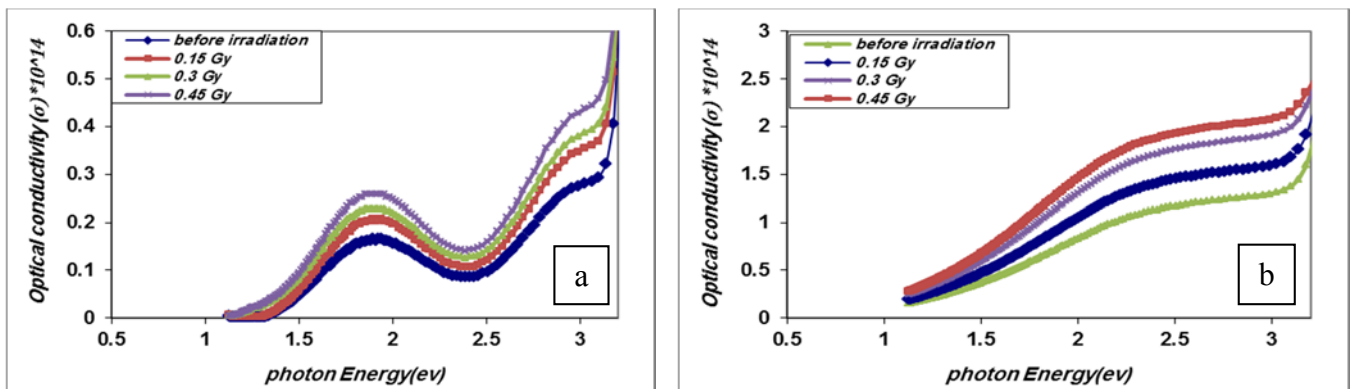 Optical conductivity (σ) *10^14
0.6
0.5
0.4
0.3
0.2
0.1
0
before irradiation
0.15 Gy
0.3 Gy
0.45 Gy
a
0.5
1
1.5
2
2.5
3
photon Energy(ev)
Optical conductivity (σ) *10^14
3
2.5
2
1.5
1
0.5
0
before irradiation
0.15 Gy
0.3 Gy
0.45 Gy
b
0.5
1
1.5
2
2.5
3
photon Energy(ev)